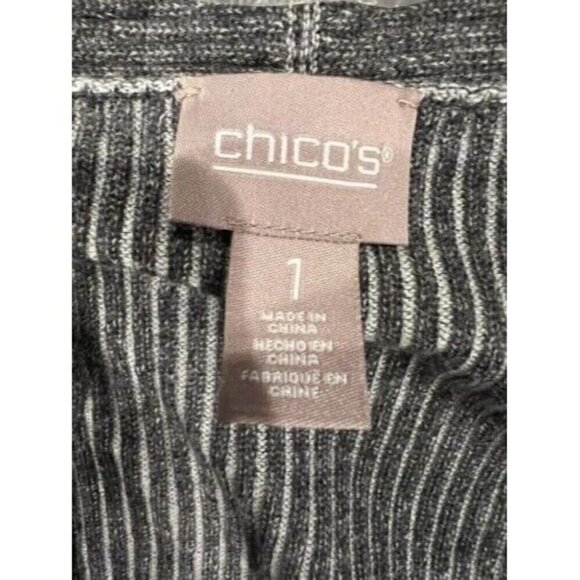 chico's®
1
MADE IN
CHINA
HECHO EN
CHINA
FABRIQUÉ EN
CHINE